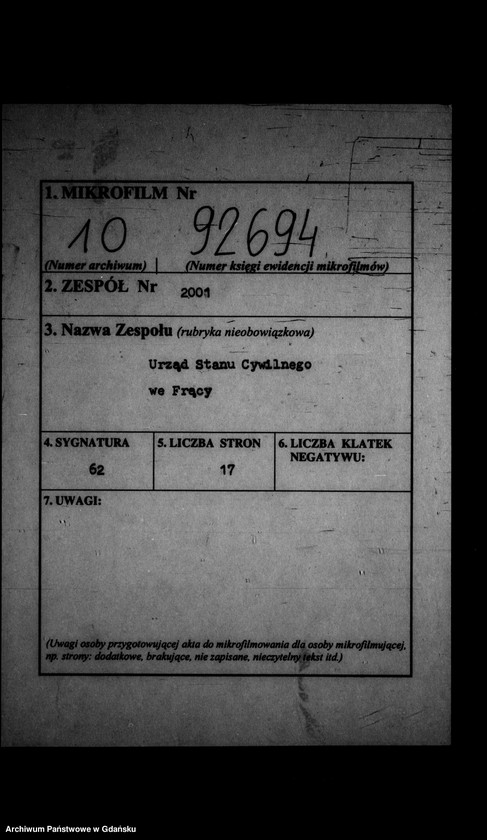 1. MIKROFILM Nr
10 92694
(Numer archiwum) (Numer księgi ewidencji mikrofilmów)
2. ZESPÓŁ Nr 2001
3. Nazwa Zespołu (rubryka nieobowiązkowa)
Urząd Stanu Cywilnego
we Frący
4. SYGNATURA
62
5. LICZBA STRON
17
6. LICZBA KLATEK
NEGATYWU:
7. UWAGI:
(Uwagi osoby przygotowującej akta do mikrofilmowania dla osoby mikrofilmującej,
np. strony: dodatkowe, brakujące, nie zapisane, nieczytelny tekst itd.)
Archiwum Państwowe w Gdańsku